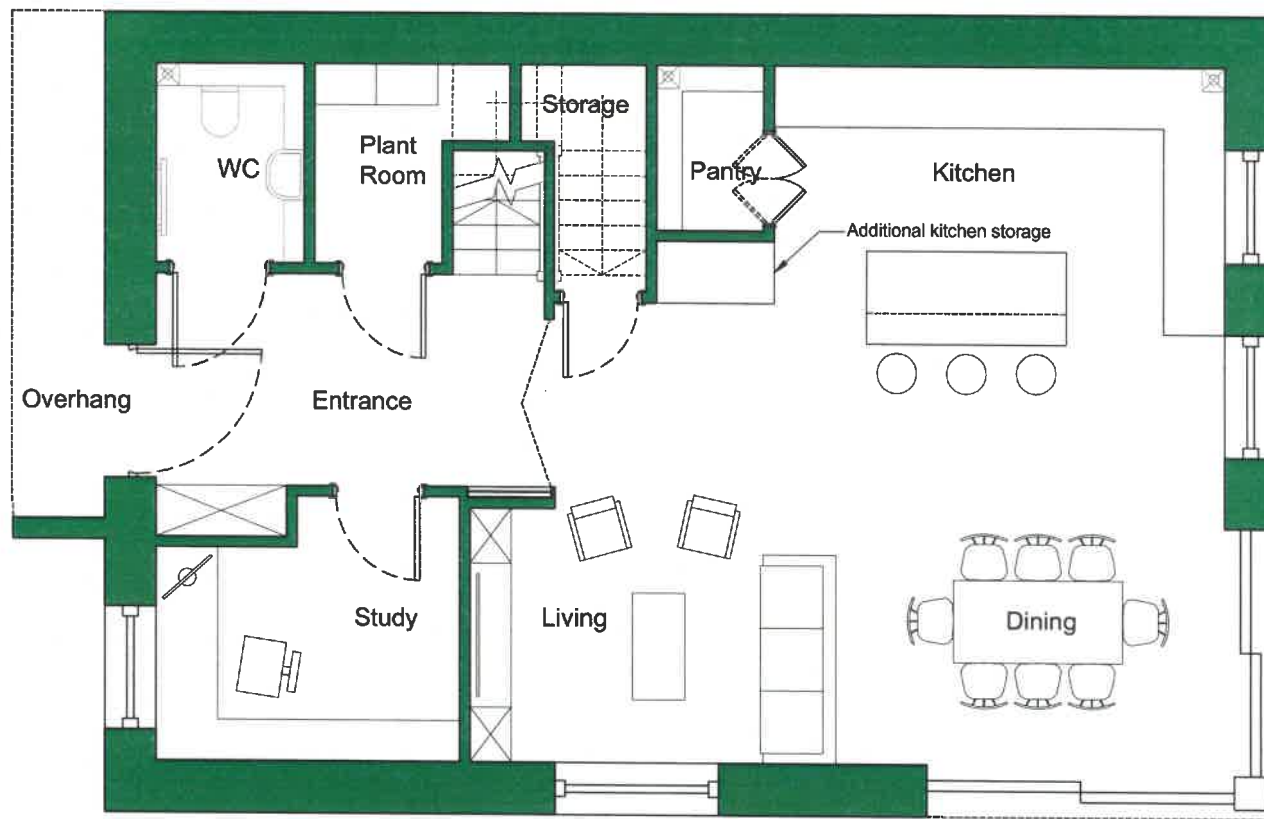 Storage
Plant
Room
WC
Pantry
Kitchen
Additional kitchen storage
Overhang
Entrance
Study
Living
Dining